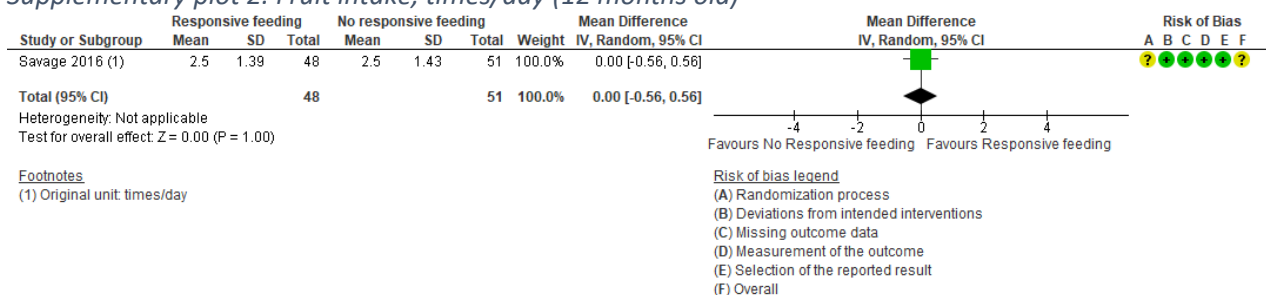 Supplementary plot 2: Fruit intake, times/day (12 months old)
Responsive feeding No responsive feeding Mean Difference Mean Difference Risk of Bias
Study or Subgroup Mean SD Total Mean SD Total Weight IV, Random, 95% CI IV, Random, 95% CI A B C D E F
Savage 2016 (1) 2.5 1.39 48 2.5 1.43 51 100.0% 0.00 [-0.56, 0.56] ? + + + + ?
Total (95% CI) 48 51 100.0% 0.00 [-0.56, 0.56]
Heterogeneity: Not applicable
Test for overall effect: Z = 0.00 (P = 1.00)
-4 -2 0 2 4
Favours No Responsive feeding Favours Responsive feeding
Footnotes
(1) Original unit: times/day
Risk of bias legend
(A) Randomization process
(B) Deviations from intended interventions
(C) Missing outcome data
(D) Measurement of the outcome
(E) Selection of the reported result
(F) Overall